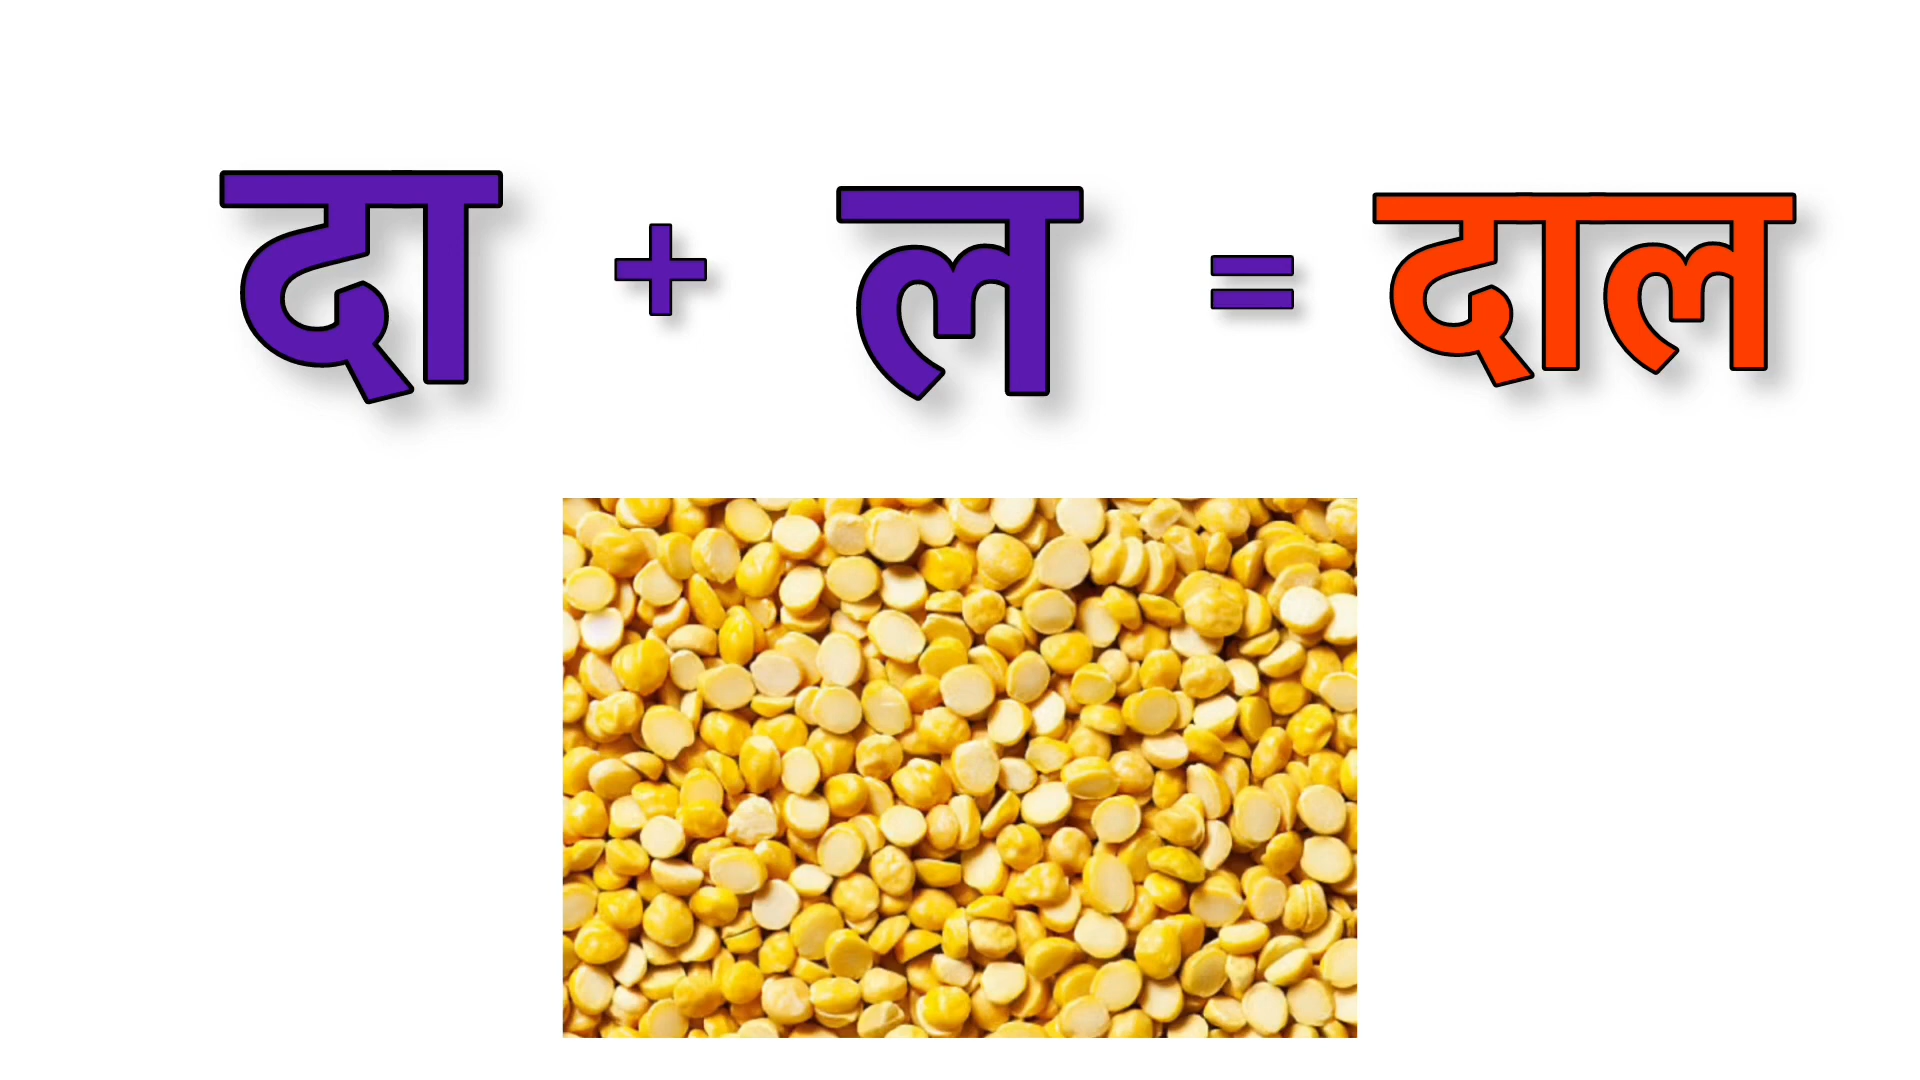 दा + ल = दाल